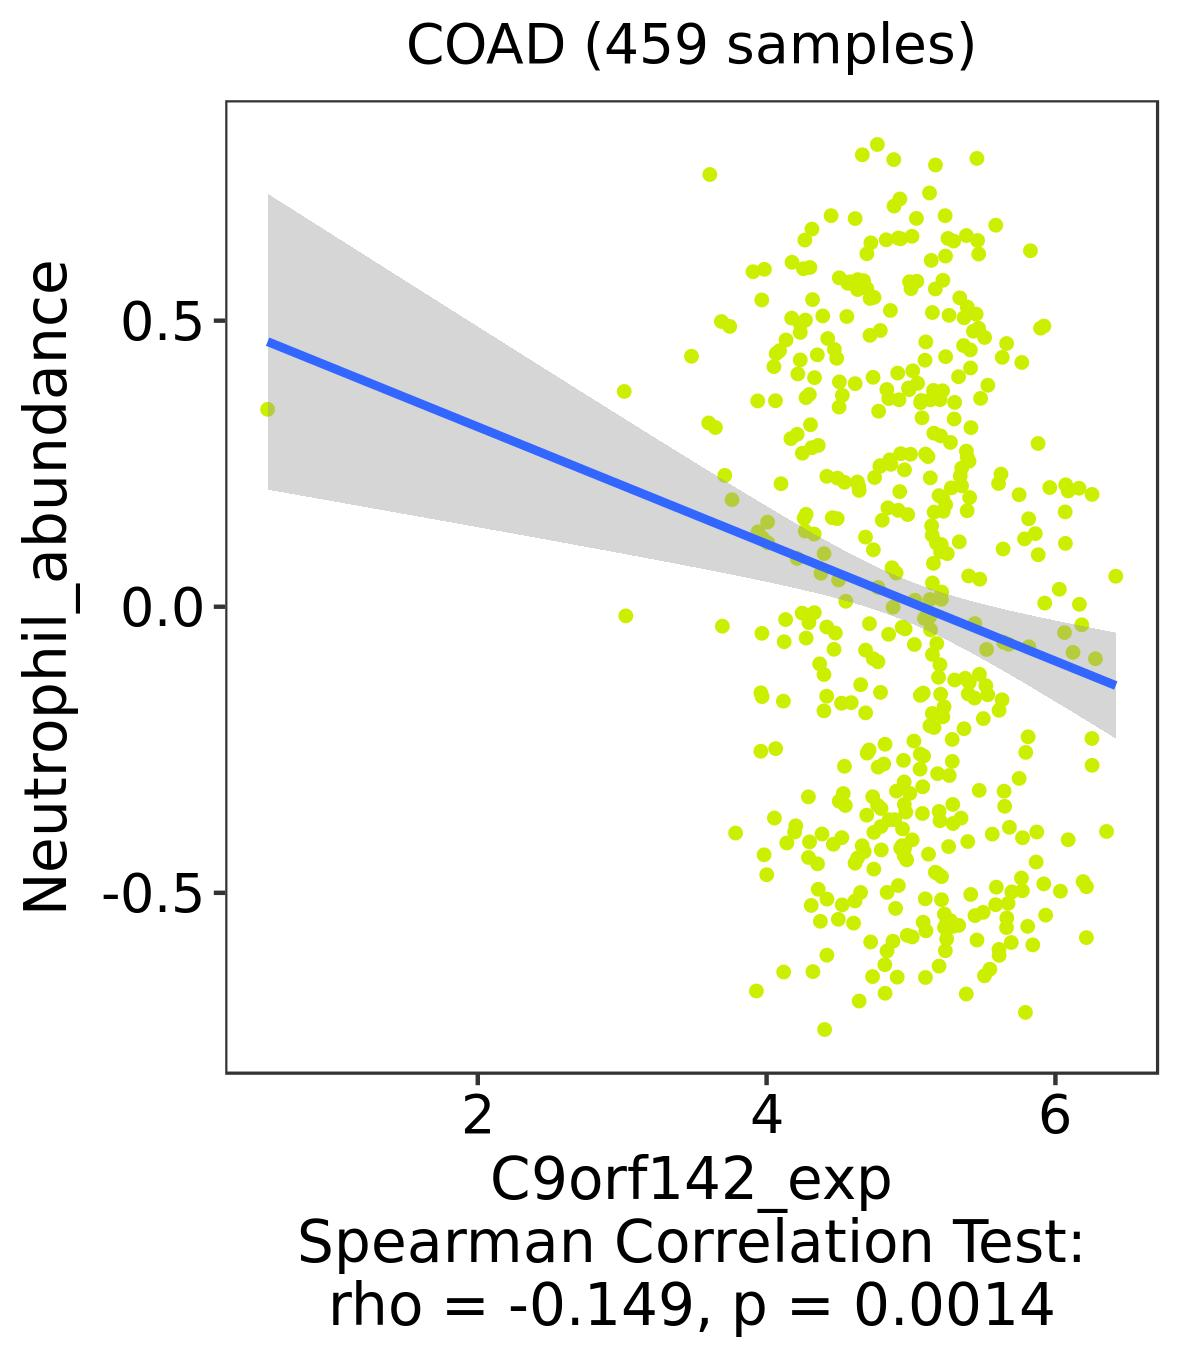 COAD (459 samples)
Neutrophil_abundance
0.5
0.0
-0.5
2 4 6
C9orf142_exp
Spearman Correlation Test:
rho = -0.149, p = 0.0014